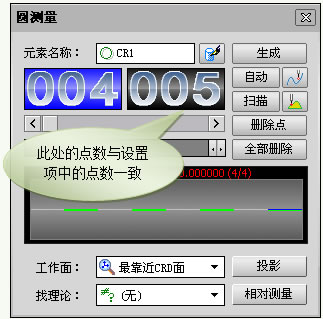 圆测量
元素名称： CR1
生成
004 005
自动
扫描
删除点
此处的点数与设置
项中的点数一致
全部删除
0.000000 (4/4)
工作面： 最靠近CRD面
投影
找理论： (无)
相对测量